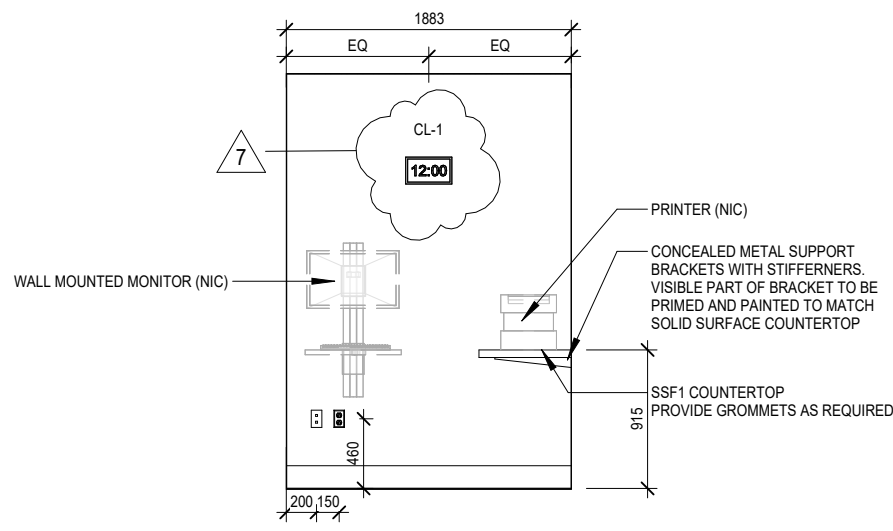 1883
EQ
EQ
CL-1
7
12:00
PRINTER (NIC)
CONCEALED METAL SUPPORT
BRACKETS WITH STIFFERNERS.
VISIBLE PART OF BRACKET TO BE
PRIMED AND PAINTED TO MATCH
SOLID SURFACE COUNTERTOP
WALL MOUNTED MONITOR (NIC)
SSF1 COUNTERTOP
PROVIDE GROMMETS AS REQUIRED
915
460
200
150